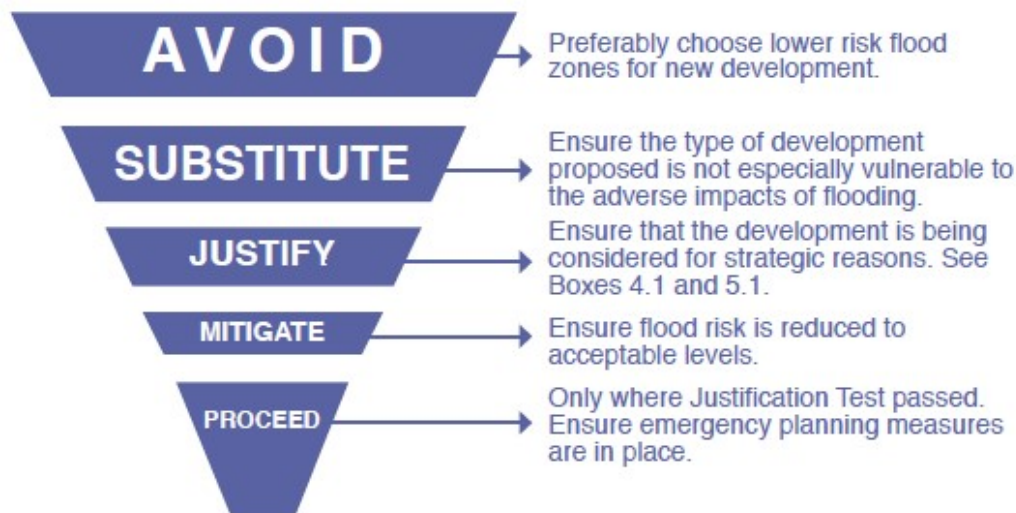 AVOID
Preferably choose lower risk flood
zones for new development.
SUBSTITUTE
Ensure the type of development
proposed is not especially vulnerable to
the adverse impacts of flooding.
JUSTIFY
Ensure that the development is being
considered for strategic reasons. See
Boxes 4.1 and 5.1.
MITIGATE
Ensure flood risk is reduced to
acceptable levels.
PROCEED
Only where Justification Test passed.
Ensure emergency planning measures
are in place.